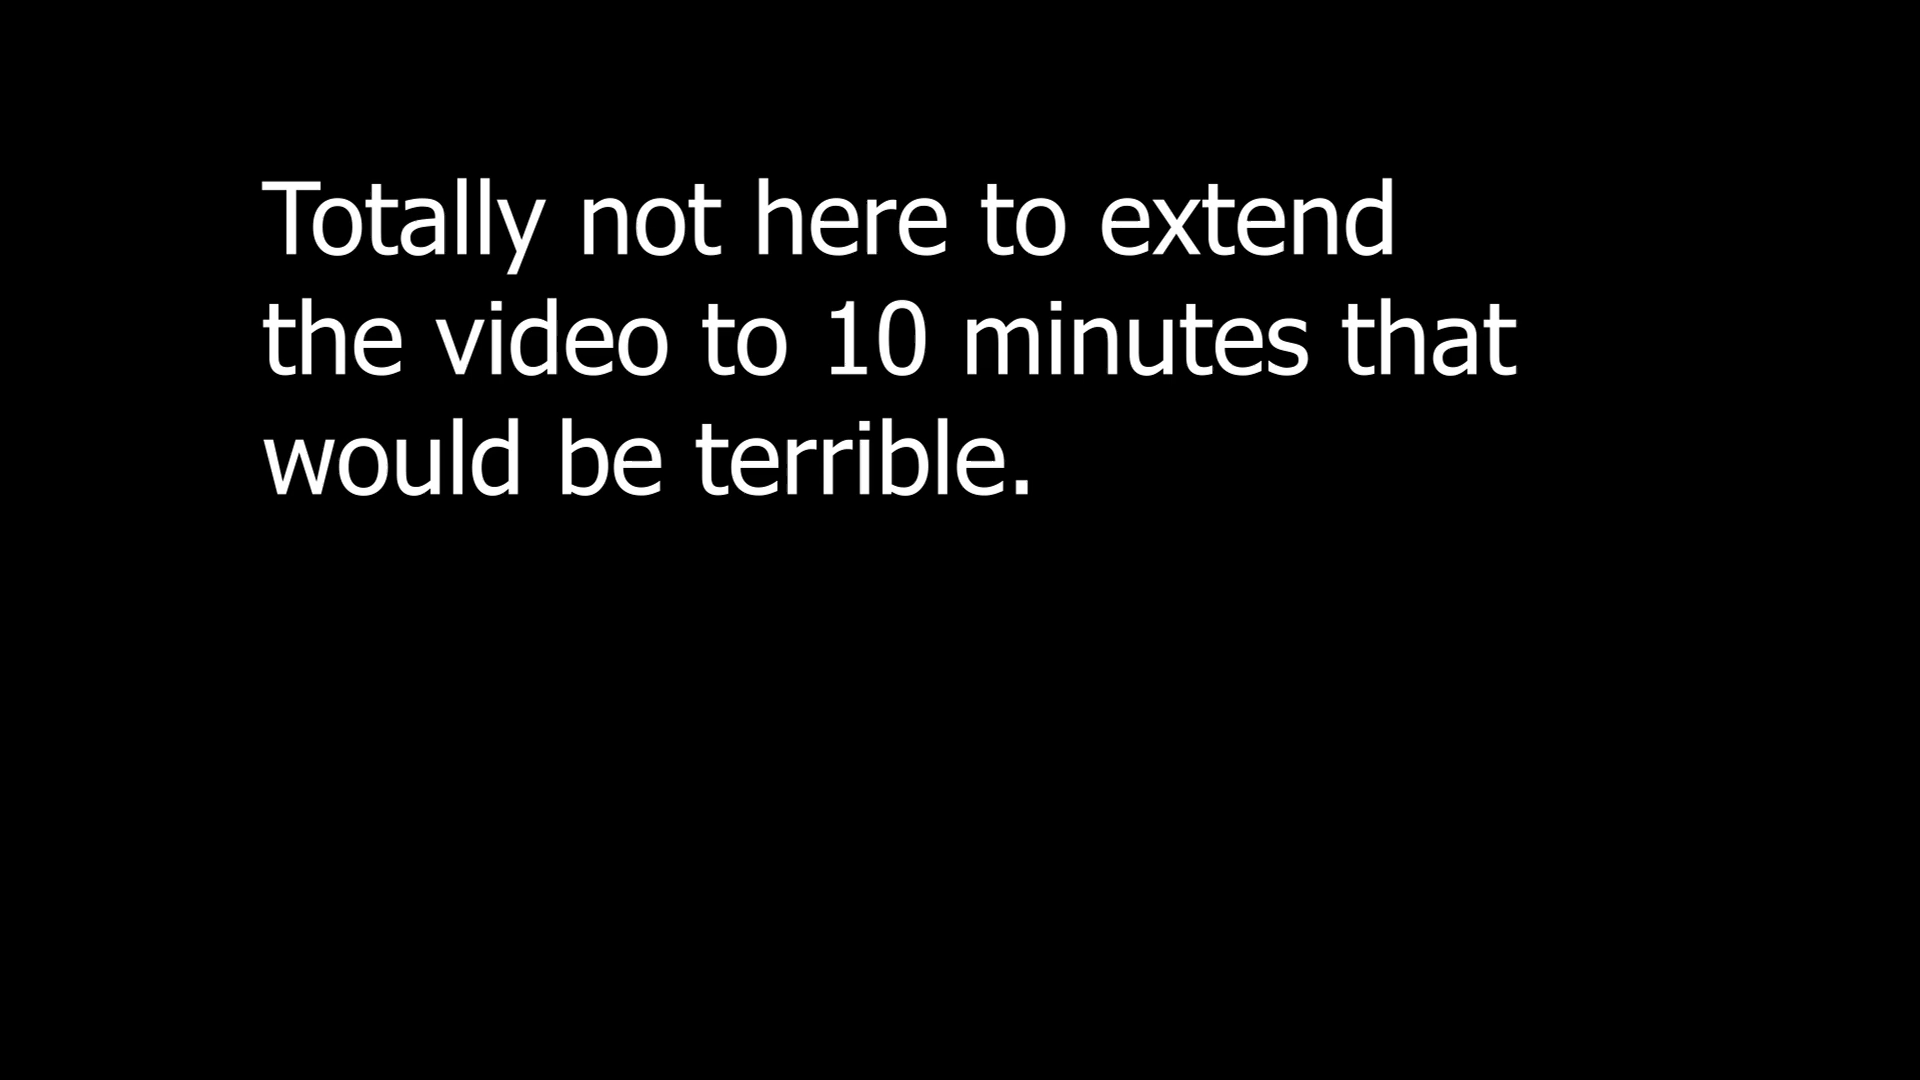 Totally not here to extend
the video to 10 minutes that
would be terrible.